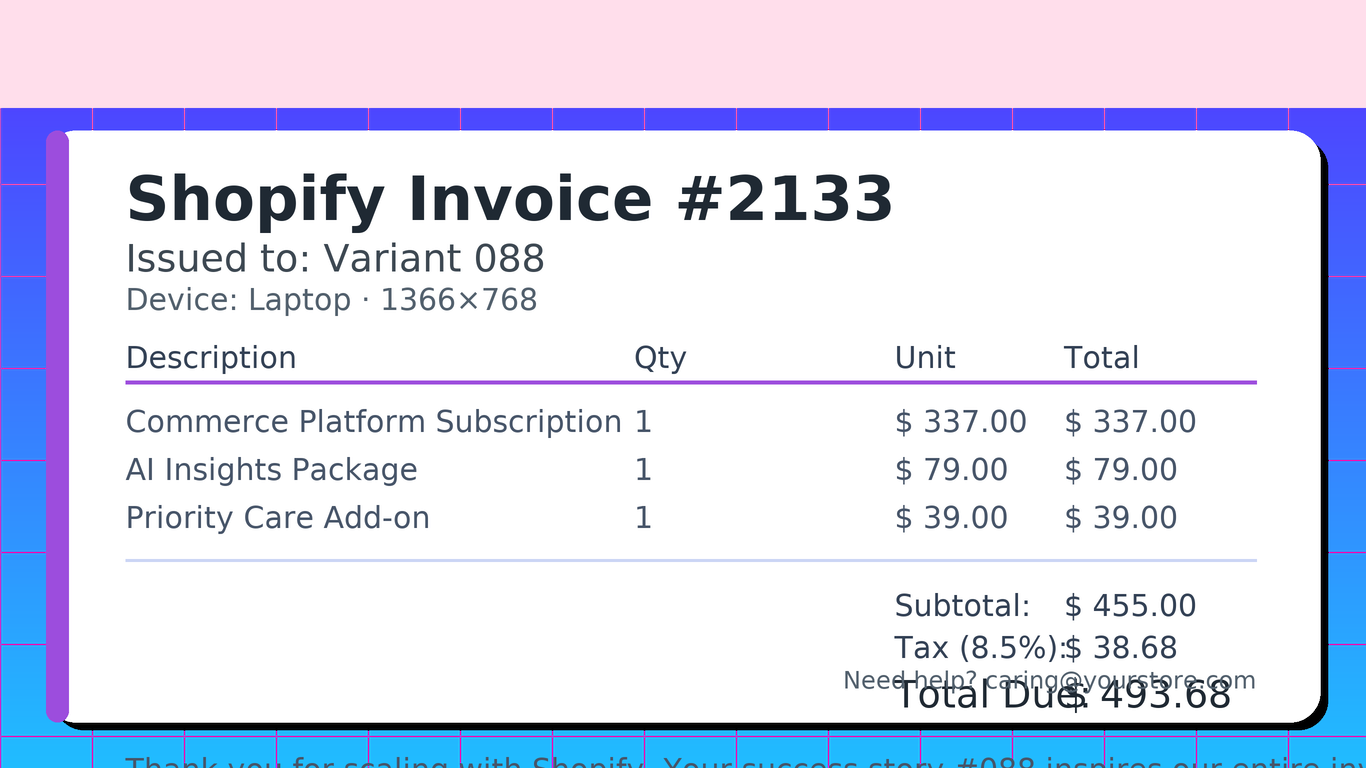 Shopify Invoice #2133
Issued to: Variant 088
Device: Laptop · 1366×768
Description Qty Unit Total
Commerce Platform Subscription 1 $ 337.00 $ 337.00
AI Insights Package 1 $ 79.00 $ 79.00
Priority Care Add-on 1 $ 39.00 $ 39.00
Subtotal: $ 455.00
Tax (8.5%): $ 38.68
Need help? caring@yourstore.com
Total Due: $ 493.68
Thank you for scaling with Shopify. Your success story #088 inspires our entire